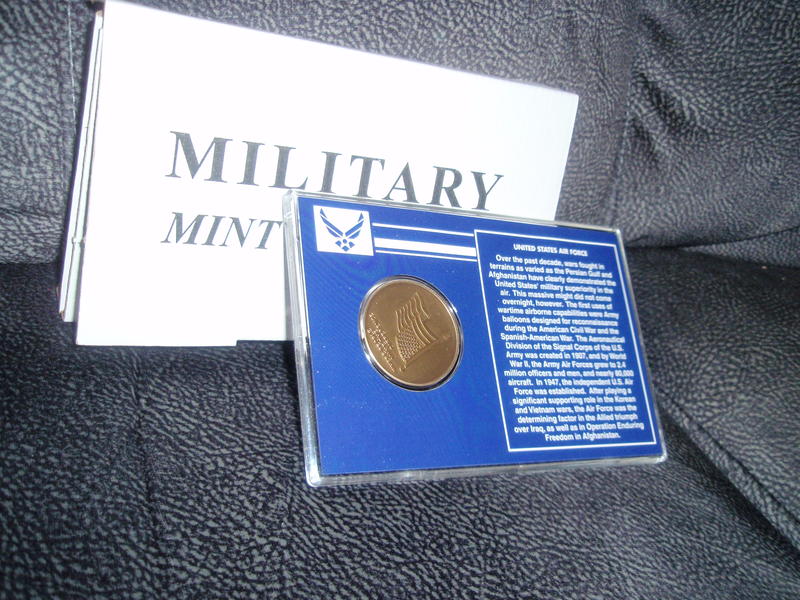 MILITARY
MINT
UNITED STATES AIR FORCE
Over the past decade, wars fought in
terrains as varied as the Persian Gulf and
Afghanistan have clearly demonstrated the
United States' military superiority in the
air. This massive might did not come
overnight, however. The first uses of
wartime airborne capabilities were Army
balloons designed for reconnaissance
during the American Civil War and the
Spanish-American War. The Aeronautical
Division of the Signal Corps of the U.S.
Army was created in 1907, and by World
War II, the Army Air Forces grew to 2.4
million officers and men, and nearly 80,000
aircraft. In 1947, the independent U.S. Air
Force was established. After playing a
significant supporting role in the Korean
and Vietnam wars, the Air Force was the
determining factor in the Allied triumph
over Iraq, as well as in Operation Enduring
Freedom in Afghanistan.